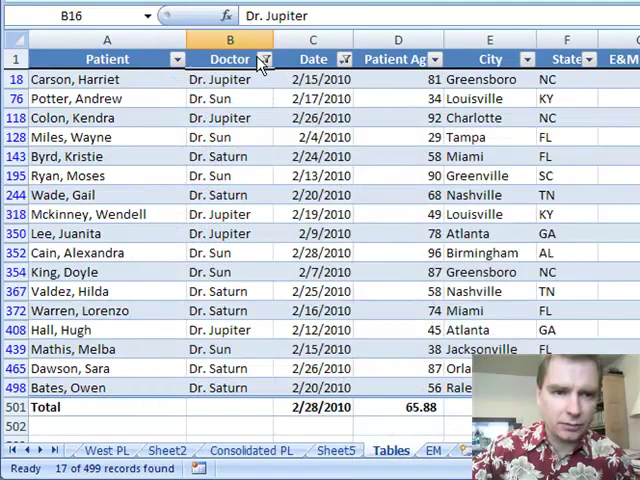 B16 fx Dr. Jupiter
A B C D E F G
1 Patient Doctor Date Patient Ag City State E&M
18 Carson, Harriet Dr. Jupiter 2/15/2010 81 Greensboro NC
76 Potter, Andrew Dr. Sun 2/17/2010 34 Louisville KY
118 Colon, Kendra Dr. Jupiter 2/26/2010 92 Charlotte NC
128 Miles, Wayne Dr. Sun 2/4/2010 29 Tampa FL
143 Byrd, Kristie Dr. Saturn 2/24/2010 58 Miami FL
195 Ryan, Moses Dr. Sun 2/13/2010 90 Greenville SC
244 Wade, Gail Dr. Saturn 2/20/2010 68 Nashville TN
318 Mckinney, Wendell Dr. Jupiter 2/19/2010 49 Louisville KY
350 Lee, Juanita Dr. Jupiter 2/9/2010 78 Atlanta GA
352 Cain, Alexandra Dr. Sun 2/28/2010 96 Birmingham AL
354 King, Doyle Dr. Sun 2/7/2010 87 Greensboro NC
367 Valdez, Hilda Dr. Saturn 2/25/2010 58 Nashville TN
372 Warren, Lorenzo Dr. Saturn 2/16/2010 74 Miami FL
408 Hall, Hugh Dr. Jupiter 2/12/2010 45 Atlanta GA
439 Mathis, Melba Dr. Sun 2/15/2010 38 Jacksonville FL
465 Dawson, Sara Dr. Saturn 2/26/2010 87 Orla
498 Bates, Owen Dr. Saturn 2/20/2010 56 Rale
501 Total 2/28/2010 65.88
502
West PL Sheet2 Consolidated PL Sheet5 Tables EM
Ready 17 of 499 records found